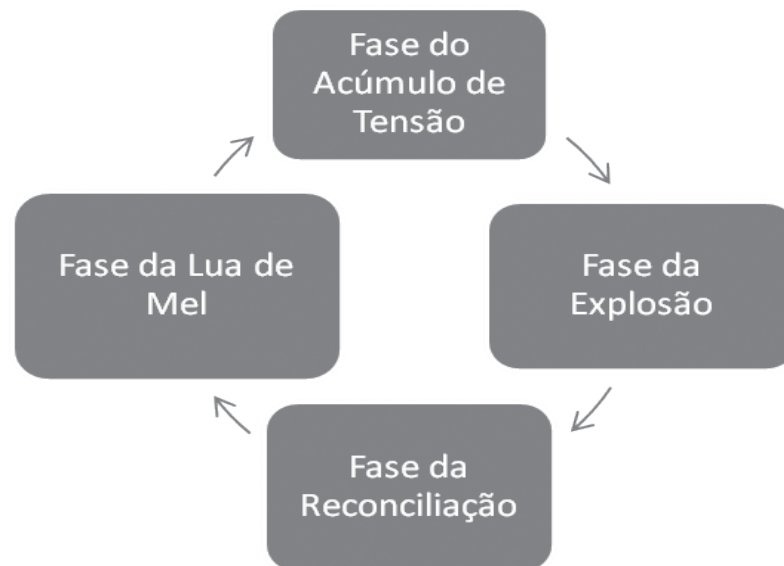 Fase do
Acúmulo de
Tensão
Fase da
Explosão
Fase da
Reconciliação
Fase da Lua de
Mel